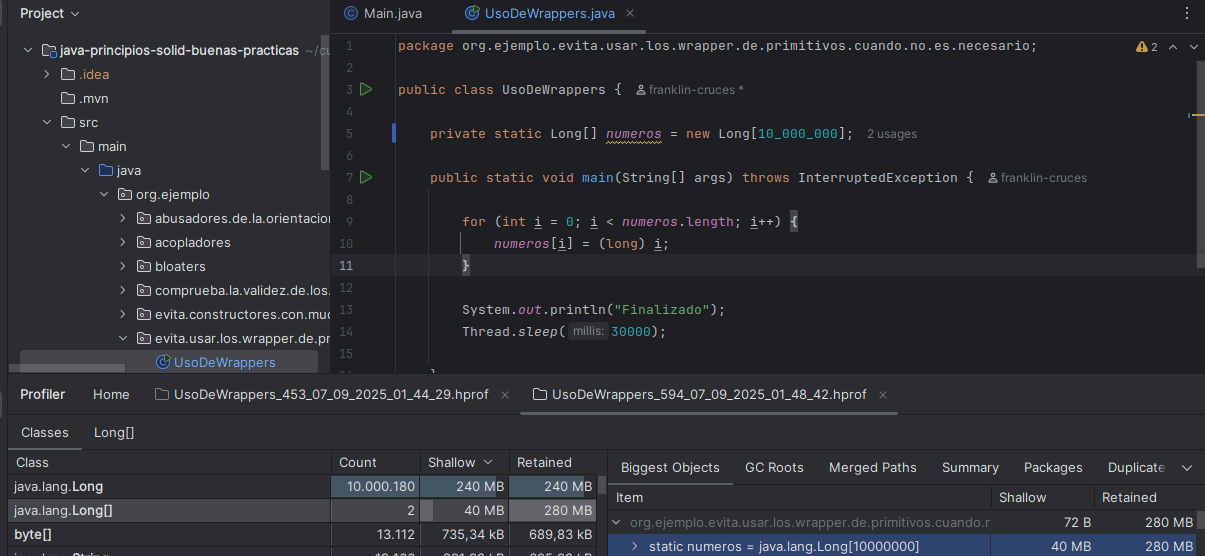 Project
Main.java
UsoDeWrappers.java
java-principios-solid-buenas-practicas
.idea
.mvn
src
main
java
org.ejemplo
abusadores.de.la.orientacion
acopladores
bloaters
comprueba.la.validez.de.los.
evita.constructores.con.muc
evita.usar.los.wrapper.de.pr
UsoDeWrappers
1 package org.ejemplo.evita.usar.los.wrapper.de.primitivos.cuando.no.es.necesario;
2
2
3 public class UsoDeWrappers { franklin-cruces *
4
5 private static Long[] numeros = new Long[10_000_000]; 2 usages
6
7 public static void main(String[] args) throws InterruptedException { franklin-cruces
8
9 for (int i = 0; i < numeros.length; i++) {
10 numeros[i] = (long) i;
11 }
12
13 System.out.println("Finalizado");
14 Thread.sleep( millis: 30000);
15
Profiler
Home
UsoDeWrappers_453_07_09_2025_01_44_29.hprof
UsoDeWrappers_594_07_09_2025_01_48_42.hprof
Classes
Long[]
Class Count Shallow Retained
java.lang.Long 10.000.180 240 MB 240 MB
java.lang.Long[] 2 40 MB 280 MB
byte[] 13.112 735,34 kB 689,83 kB
Biggest Objects GC Roots Merged Paths Summary Packages Duplicate
Item Shallow Retained
org.ejemplo.evita.usar.los.wrapper.de.primitivos.cuando.r 72 B 280 MB
static numeros = java.lang.Long[10000000] 40 MB 280 MB